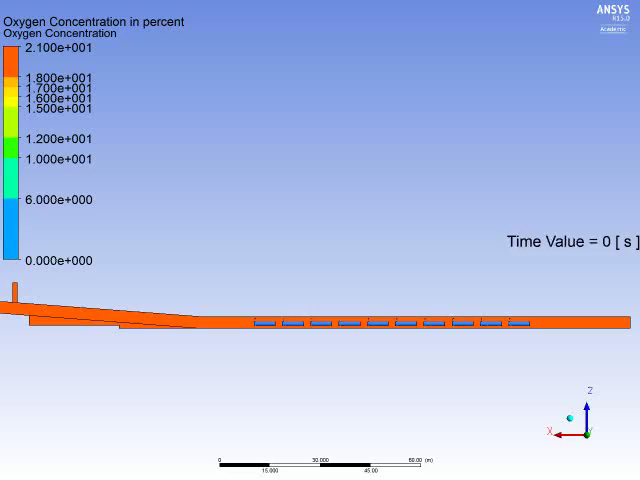 Oxygen Concentration in percent
Oxygen Concentration
2.100e+001
1.800e+001
1.700e+001
1.600e+001
1.500e+001
1.200e+001
1.000e+001
6.000e+000
0.000e+000
ANSYS
R15.0
Academic
Time Value = 0 [ s ]
Z
X
Y
0 30.000 60.00 (m)
15.000 45.00